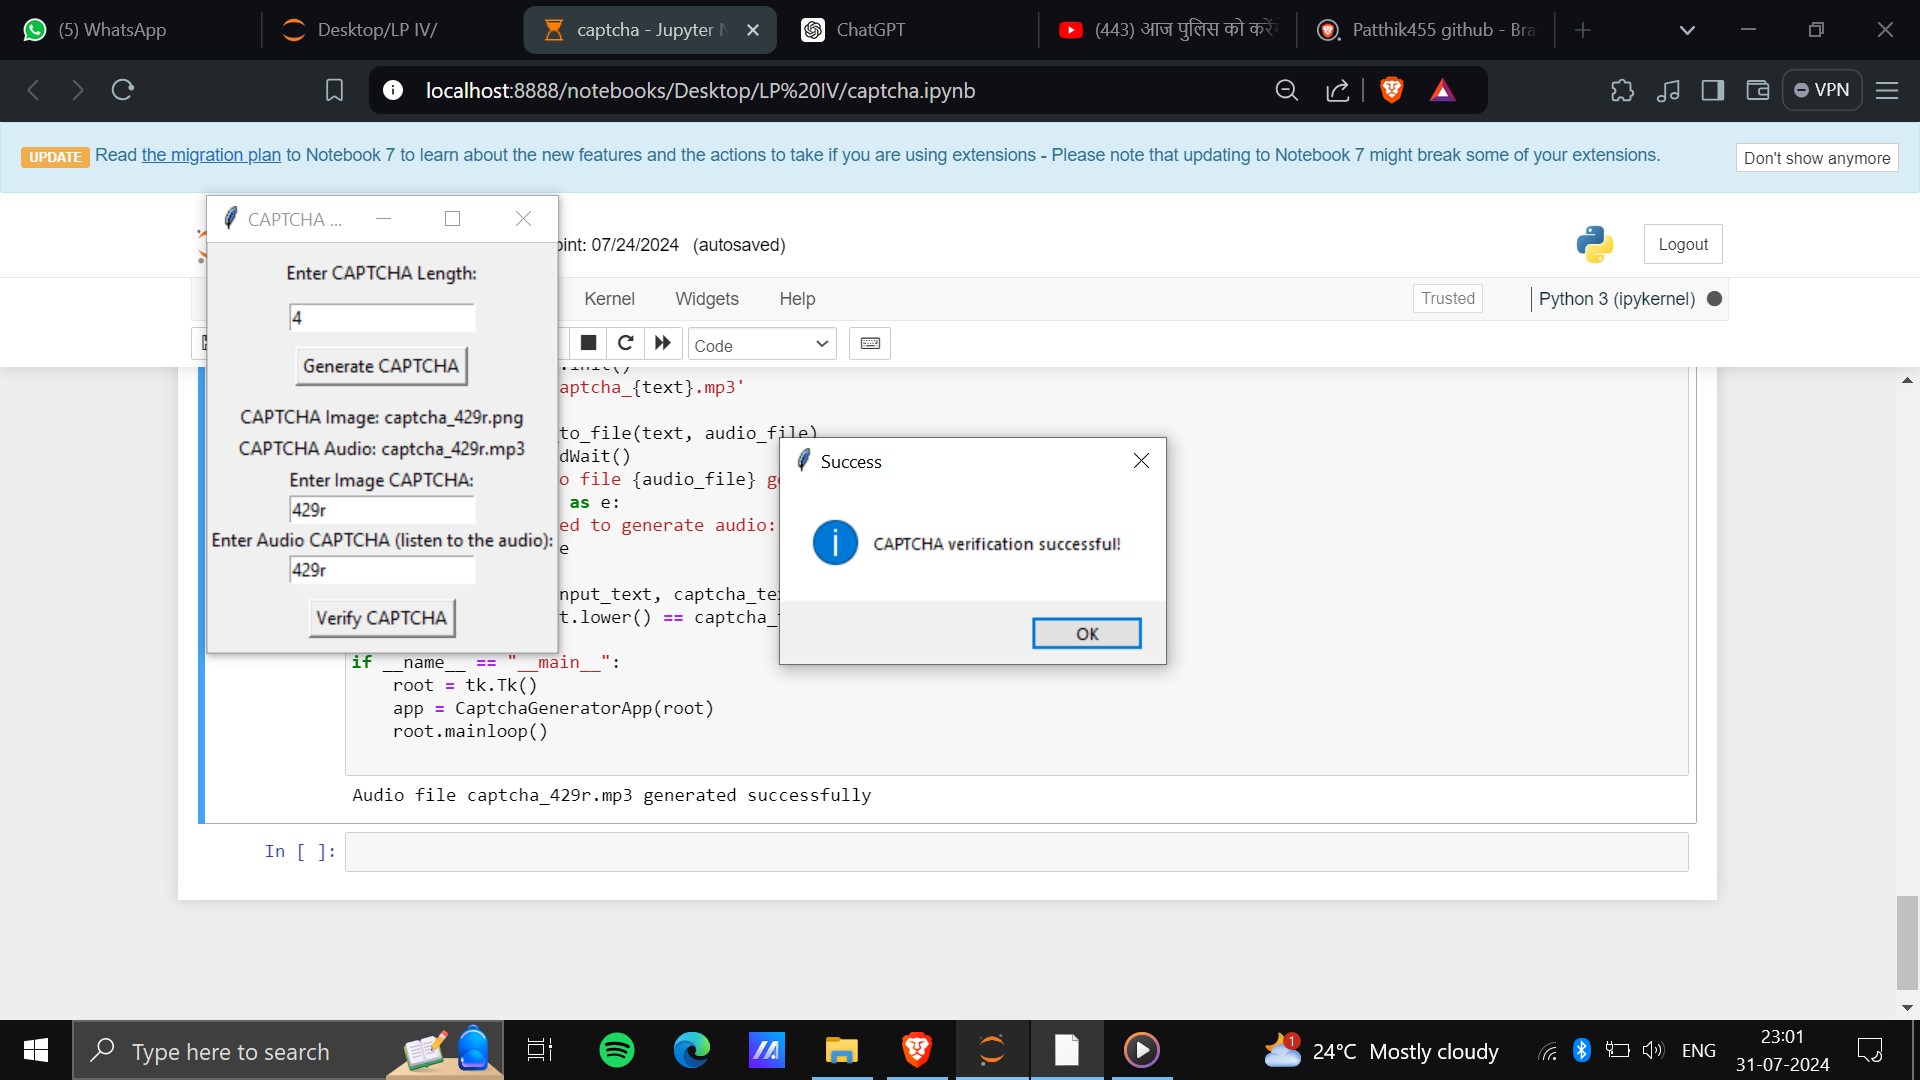 (5) WhatsApp
Desktop/LP IV/
captcha - Jupyter N
ChatGPT
(443) आज पुलिस को करें
Patthik455 github - Bra
localhost:8888/notebooks/Desktop/LP%20IV/captcha.ipynb
VPN
UPDATE Read the migration plan to Notebook 7 to learn about the new features and the actions to take if you are using extensions - Please note that updating to Notebook 7 might break some of your extensions.
Don't show anymore
CAPTCHA ...
oint: 07/24/2024 (autosaved)
Logout
Enter CAPTCHA Length:
4
Generate CAPTCHA
CAPTCHA Image: captcha_429r.png
CAPTCHA Audio: captcha_429r.mp3
Enter Image CAPTCHA:
429r
Enter Audio CAPTCHA (listen to the audio):
429r
Verify CAPTCHA
Kernel
Widgets
Help
Trusted
Python 3 (ipykernel)
Code
.init()
aptcha_{text}.mp3'
to_file(text, audio_file)
dWait()
o file {audio_file} g
as e:
ed to generate audio:
e
nput_text, captcha_te
t.lower() == captcha_
Success
CAPTCHA verification successful!
OK
if __name__ == "__main__":
root = tk.Tk()
app = CaptchaGeneratorApp(root)
root.mainloop()
Audio file captcha_429r.mp3 generated successfully
In [ ]:
Type here to search
1
24°C Mostly cloudy
ENG
23:01
31-07-2024